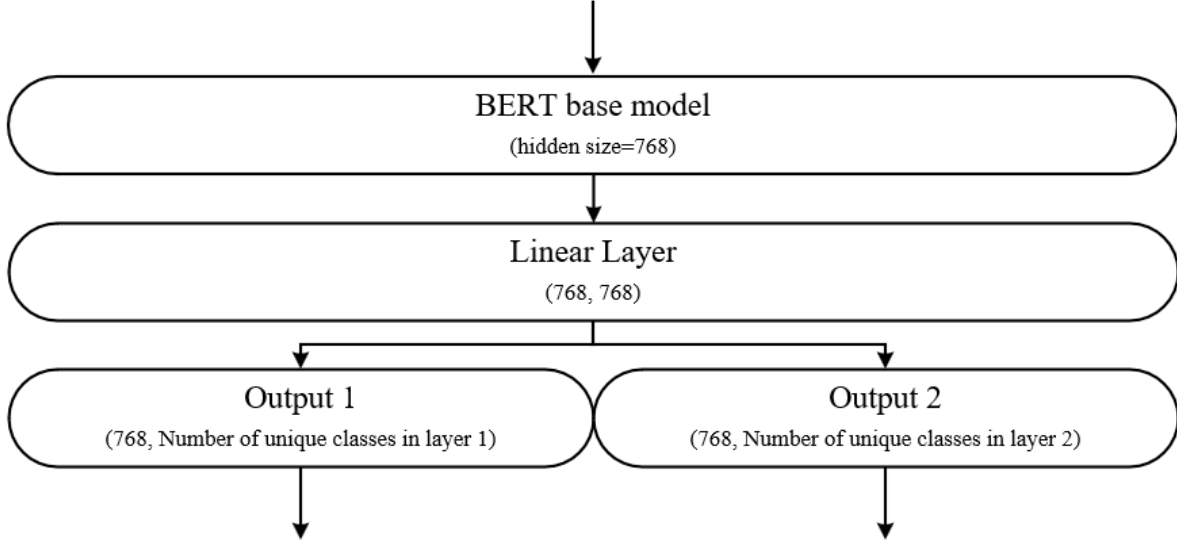 BERT base model
(hidden size=768)
Linear Layer
(768, 768)
Output 1
(768, Number of unique classes in layer 1)
Output 2
(768, Number of unique classes in layer 2)